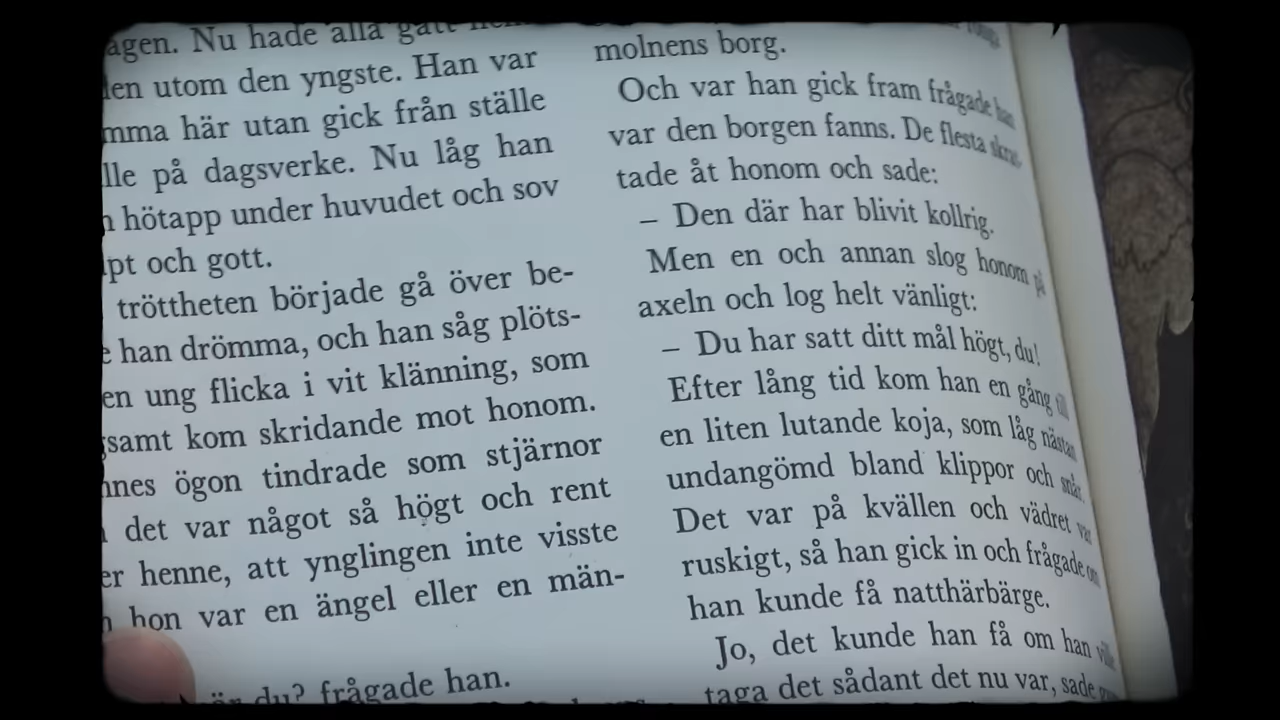 Nu hade alla gått
utom den yngste. Han var
här utan gick från ställe
på dagsverke. Nu låg han
hötapp under huvudet och sov
och gott.
tröttheten började gå över be-
han drömma, och han såg plöts-
en ung flicka i vit klänning, som
kom skridande mot honom.
ögon tindrade som stjärnor
det var något så högt och rent
henne, att ynglingen inte visste
hon var en ängel eller en män-
är du? frågade han.
molnens borg.
Och var han gick fram frågade han
var den borgen fanns. De flesta skrat-
tade åt honom och sade:
– Den där har blivit kollrig.
Men en och annan slog honom på
axeln och log helt vänligt:
– Du har satt ditt mål högt, du!
Efter lång tid kom han en gång till
en liten lutande koja, som låg nästan
undangömd bland klippor och snår.
Det var på kvällen och vädret var
ruskigt, så han gick in och frågade om
han kunde få natthärbärge.
Jo, det kunde han få om han ville
taga det sådant det nu var, sade